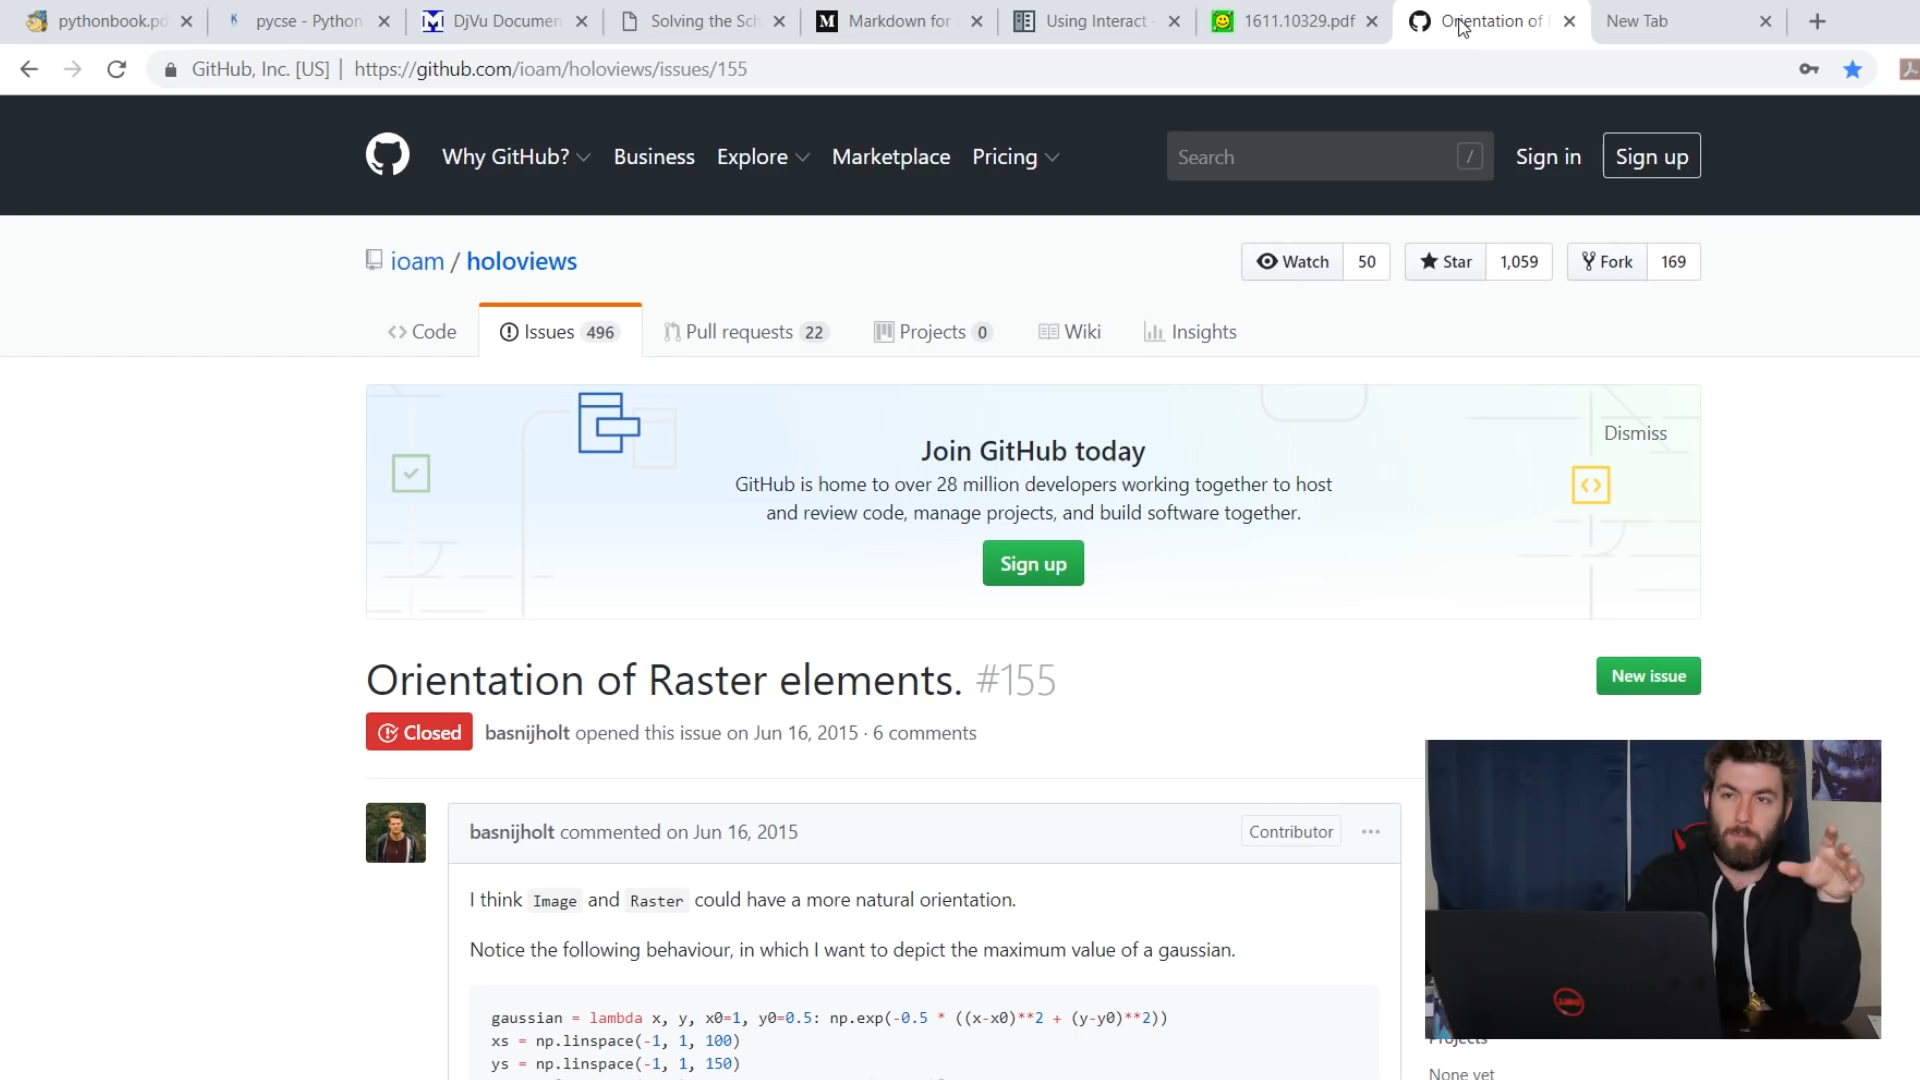 pythonbook.pd
pycse - Python
DjVu Documen
Solving the Sch
Markdown for
Using Interact
1611.10329.pdf
Orientation of
New Tab
GitHub, Inc. [US] | https://github.com/ioam/holoviews/issues/155
Why GitHub? Business Explore Marketplace Pricing Search / Sign in Sign up
ioam / holoviews
Watch 50 Star 1,059 Fork 169
Code Issues 496 Pull requests 22 Projects 0 Wiki Insights
Dismiss
Join GitHub today
GitHub is home to over 28 million developers working together to host
and review code, manage projects, and build software together.
Sign up
Orientation of Raster elements. #155
New issue
Closed basnijholt opened this issue on Jun 16, 2015 · 6 comments
basnijholt commented on Jun 16, 2015 Contributor ...
I think Image and Raster could have a more natural orientation.
Notice the following behaviour, in which I want to depict the maximum value of a gaussian.
gaussian = lambda x, y, x0=1, y0=0.5: np.exp(-0.5 * ((x-x0)**2 + (y-y0)**2))
xs = np.linspace(-1, 1, 100)
ys = np.linspace(-1, 1, 150)
DELL
Projects
None yet